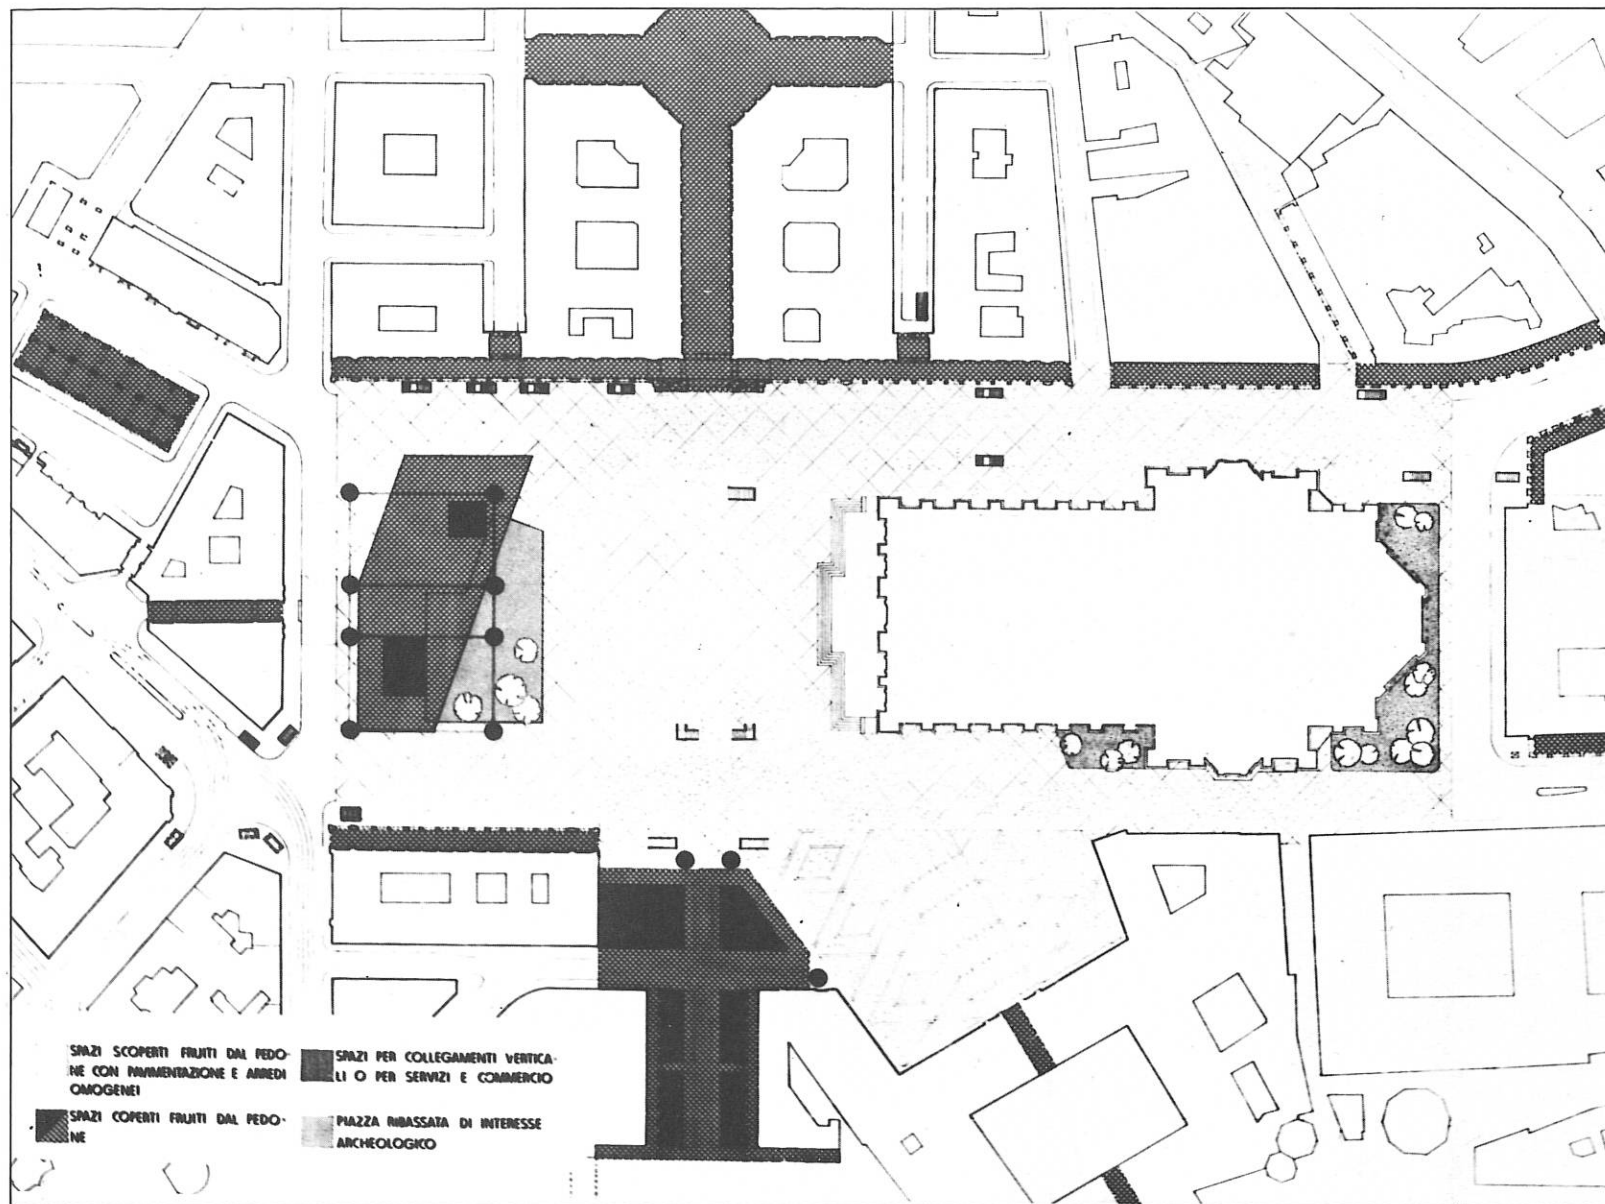 SPAZI SCOPERTI FRUITI DAL PEDO-
NE CON PAVIMENTAZIONE E ARREDI
OMOGENEI
SPAZI COPERTI FRUITI DAL PEDO-
NE
SPAZI PER COLLEGAMENTI VERTICA-
LI O PER SERVIZI E COMMERCIO
PIAZZA RIBASSATA DI INTERESSE
ARCHEOLOGICO